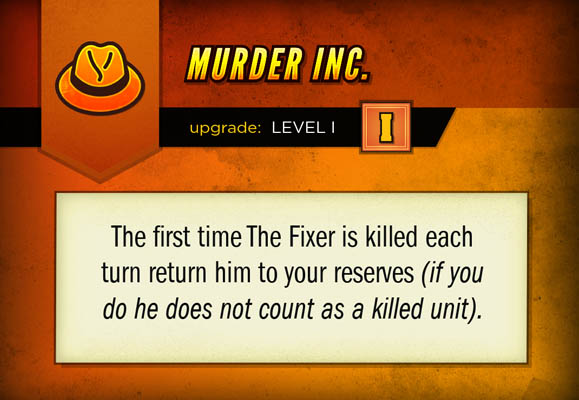 MURDER INC.
upgrade: LEVEL I I
The first time The Fixer is killed each
turn return him to your reserves (if you
do he does not count as a killed unit).